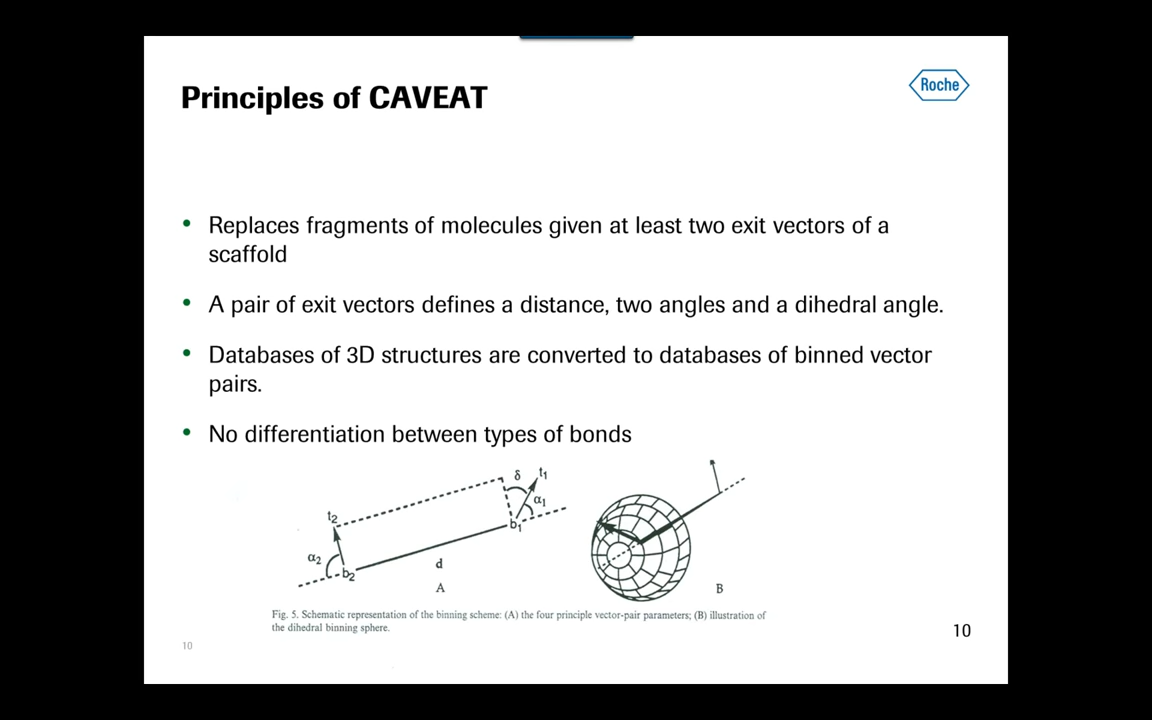 Principles of CAVEAT
Roche
• Replaces fragments of molecules given at least two exit vectors of a
scaffold
• A pair of exit vectors defines a distance, two angles and a dihedral angle.
• Databases of 3D structures are converted to databases of binned vector
pairs.
• No differentiation between types of bonds
δ t1
α1
t2
b1
α2
b2
d
A
B
Fig. 5. Schematic representation of the binning scheme: (A) the four principle vector-pair parameters; (B) illustration of
the dihedral binning sphere.
10
10